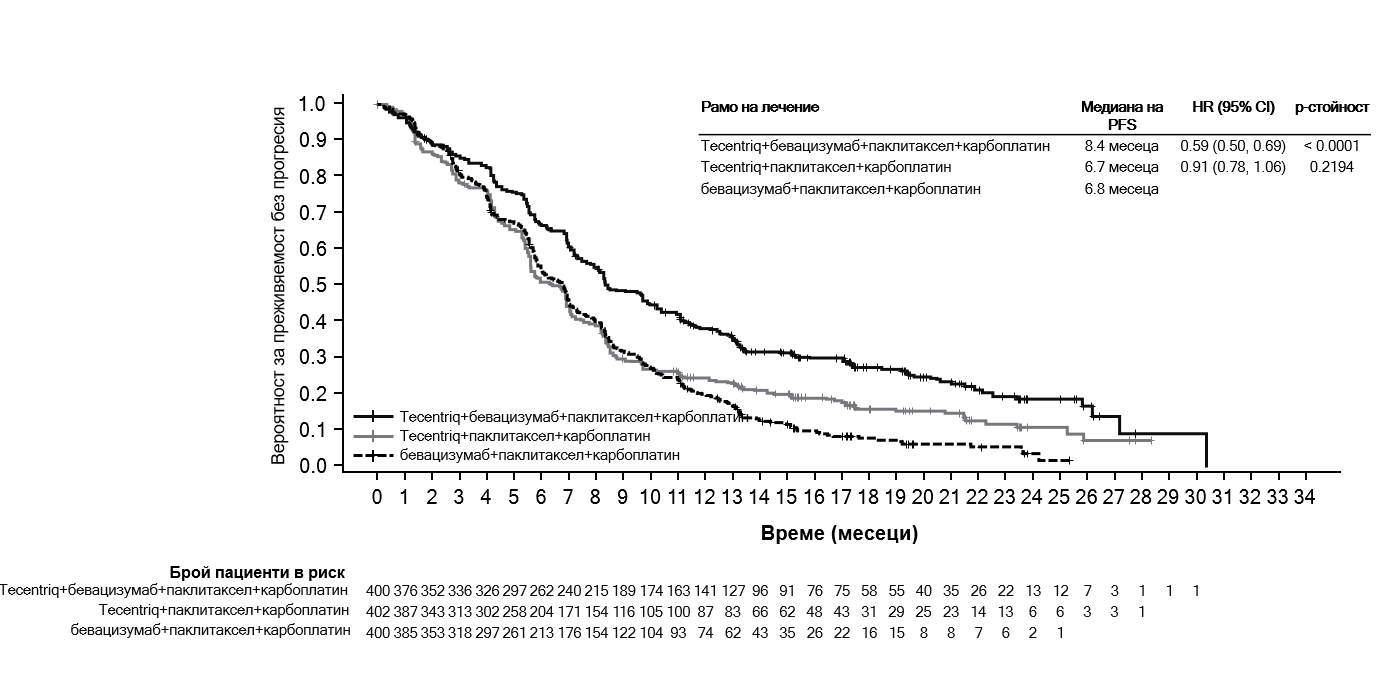 Рамо на лечение Медиана на PFS HR (95% CI) р-стойност
Tecentriq+бевацизумаб+паклитаксел+карбоплатин 8.4 месеца 0.59 (0.50, 0.69) < 0.0001
Tecentriq+паклитаксел+карбоплатин 6.7 месеца 0.91 (0.78, 1.06) 0.2194
бевацизумаб+паклитаксел+карбоплатин 6.8 месеца
Вероятност за преживяемост без прогресия
1.0
0.9
0.8
0.7
0.6
0.5
0.4
0.3
0.2
0.1
0.0
Tecentriq+бевацизумаб+паклитаксел+карбоплатин
Tecentriq+паклитаксел+карбоплатин
бевацизумаб+паклитаксел+карбоплатин
0 1 2 3 4 5 6 7 8 9 10 11 12 13 14 15 16 17 18 19 20 21 22 23 24 25 26 27 28 29 30 31 32 33 34
Време (месеци)
Брой пациенти в риск
Tecentriq+бевацизумаб+паклитаксел+карбоплатин 400 376 352 336 326 297 262 240 215 189 174 163 141 127 96 91 76 75 58 55 40 35 26 22 13 12 7 3 1 1 1
Tecentriq+паклитаксел+карбоплатин 402 387 343 313 302 258 204 171 154 116 105 100 87 83 66 62 48 43 31 29 25 23 14 13 6 6 3 3 1
бевацизумаб+паклитаксел+карбоплатин 400 385 353 318 297 261 213 176 154 122 104 93 74 62 43 35 26 22 16 15 8 8 7 6 2 1